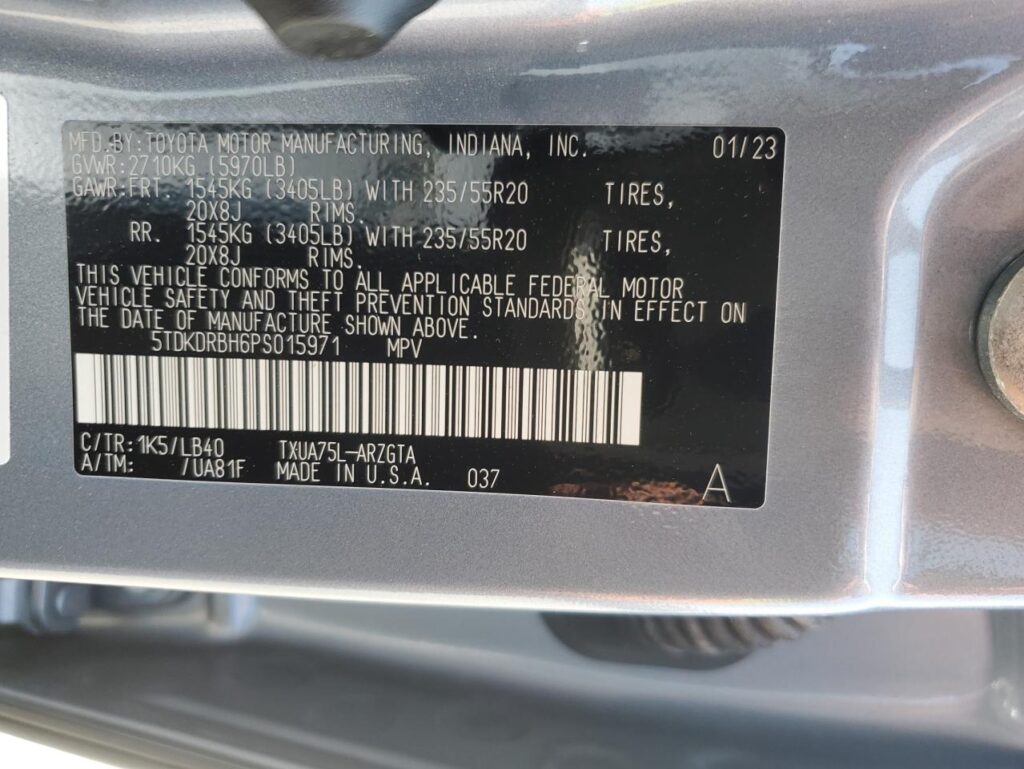 MFD.BY:TOYOTA MOTOR MANUFACTURING, INDIANA, INC. 01/23
GVWR:2710KG (5970LB)
GAWR:FRT. 1545KG (3405LB) WITH 235/55R20 TIRES,
20X8J RIMS.
RR. 1545KG (3405LB) WITH 235/55R20 TIRES,
20X8J RIMS.
THIS VEHICLE CONFORMS TO ALL APPLICABLE FEDERAL MOTOR
VEHICLE SAFETY AND THEFT PREVENTION STANDARDS IN EFFECT ON
THE DATE OF MANUFACTURE SHOWN ABOVE.
5TDKDRBH6PS015971 MPV
C/TR:1K5/LB40 TXUA75L-ARZGTA
A/TM: /UA81F MADE IN U.S.A. 037 A